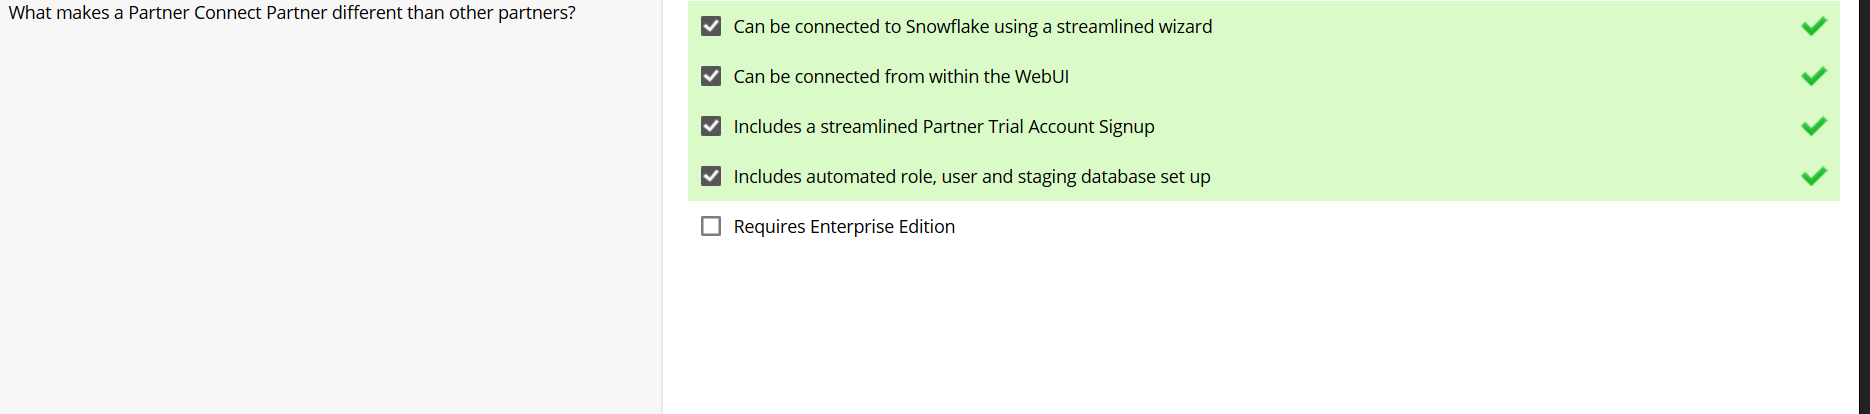 What makes a Partner Connect Partner different than other partners?
Can be connected to Snowflake using a streamlined wizard
Can be connected from within the WebUI
Includes a streamlined Partner Trial Account Signup
Includes automated role, user and staging database set up
Requires Enterprise Edition